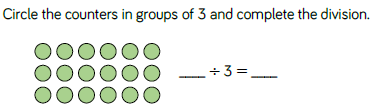 Circle the counters in groups of 3 and complete the division.
___ ÷ 3 = ___